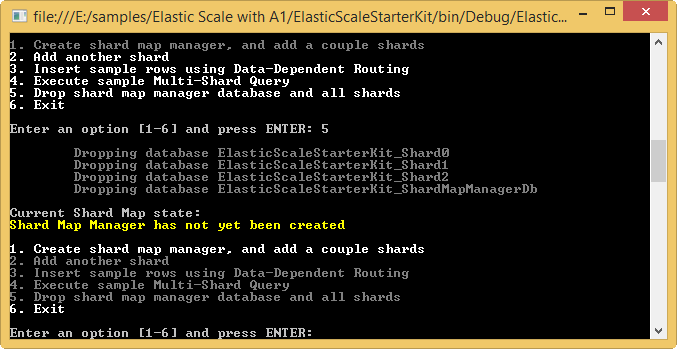 file:///E:/samples/Elastic Scale with A1/ElasticScaleStarterKit/bin/Debug/Elastic...
1. Create shard map manager, and add a couple shards
2. Add another shard
3. Insert sample rows using Data-Dependent Routing
4. Execute sample Multi-Shard Query
5. Drop shard map manager database and all shards
6. Exit
Enter an option [1-6] and press ENTER: 5
Dropping database ElasticScaleStarterKit_Shard0
Dropping database ElasticScaleStarterKit_Shard1
Dropping database ElasticScaleStarterKit_Shard2
Dropping database ElasticScaleStarterKit_ShardMapManagerDb
Current Shard Map state:
Shard Map Manager has not yet been created
1. Create shard map manager, and add a couple shards
2. Add another shard
3. Insert sample rows using Data-Dependent Routing
4. Execute sample Multi-Shard Query
5. Drop shard map manager database and all shards
6. Exit
Enter an option [1-6] and press ENTER: